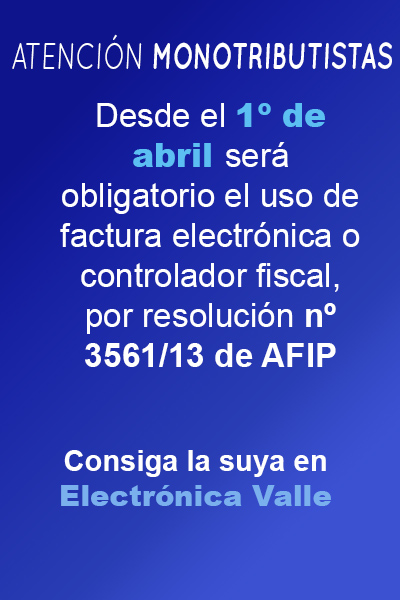 ATENCIÓN MONOTRIBUTISTAS
Desde el 1º de
abril será
obligatorio el uso de
factura electrónica o
controlador fiscal,
por resolución nº
3561/13 de AFIP
Consiga la suya en
Electrónica Valle